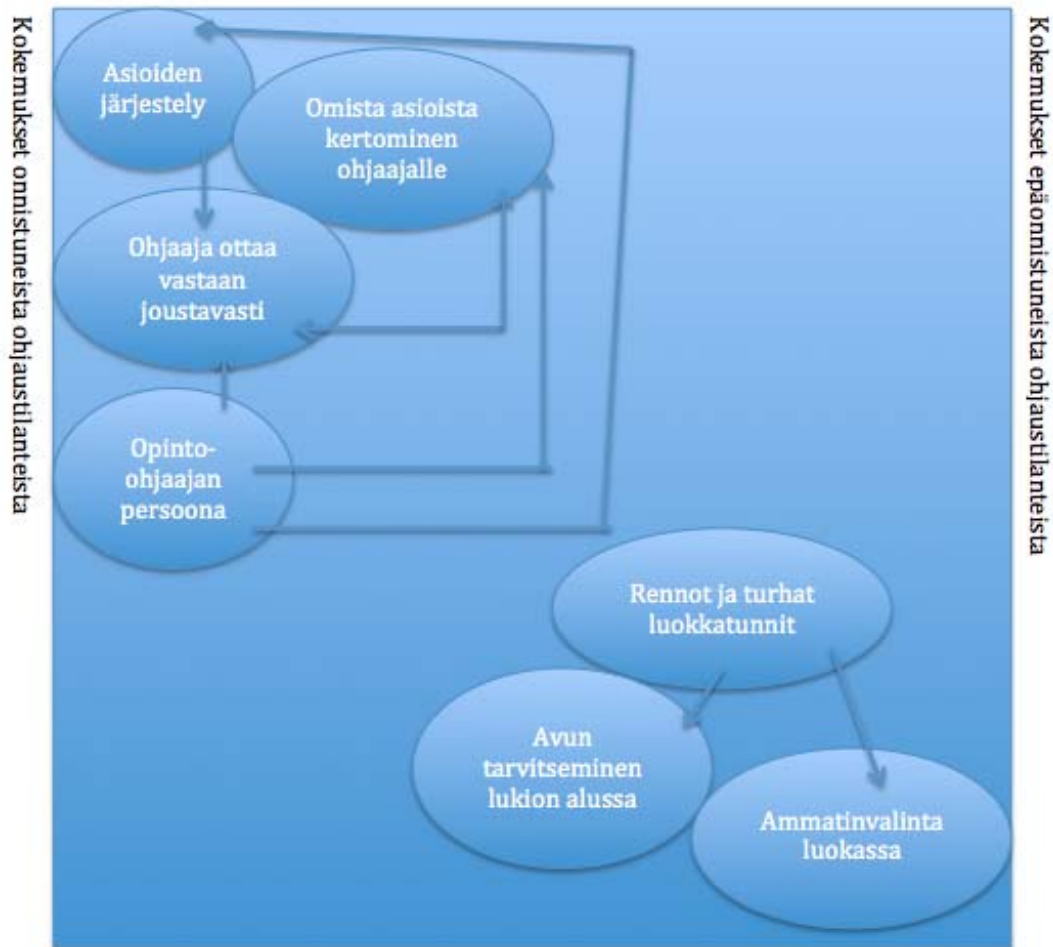 Kokemukset onnistuneista ohjaustilanteista
Asioiden
järjestely
Omista asioista
kertominen
ohjaajalle
Ohjaaja ottaa
vastaan
joustavasti
Opinto-
ohjaajan
persoona
Rennot ja turhat
luokkatunnit
Avun
tarvitseminen
lukion alussa
Ammatinvalinta
luokassa
Kokemukset epäonnistuneista ohjaustilanteista